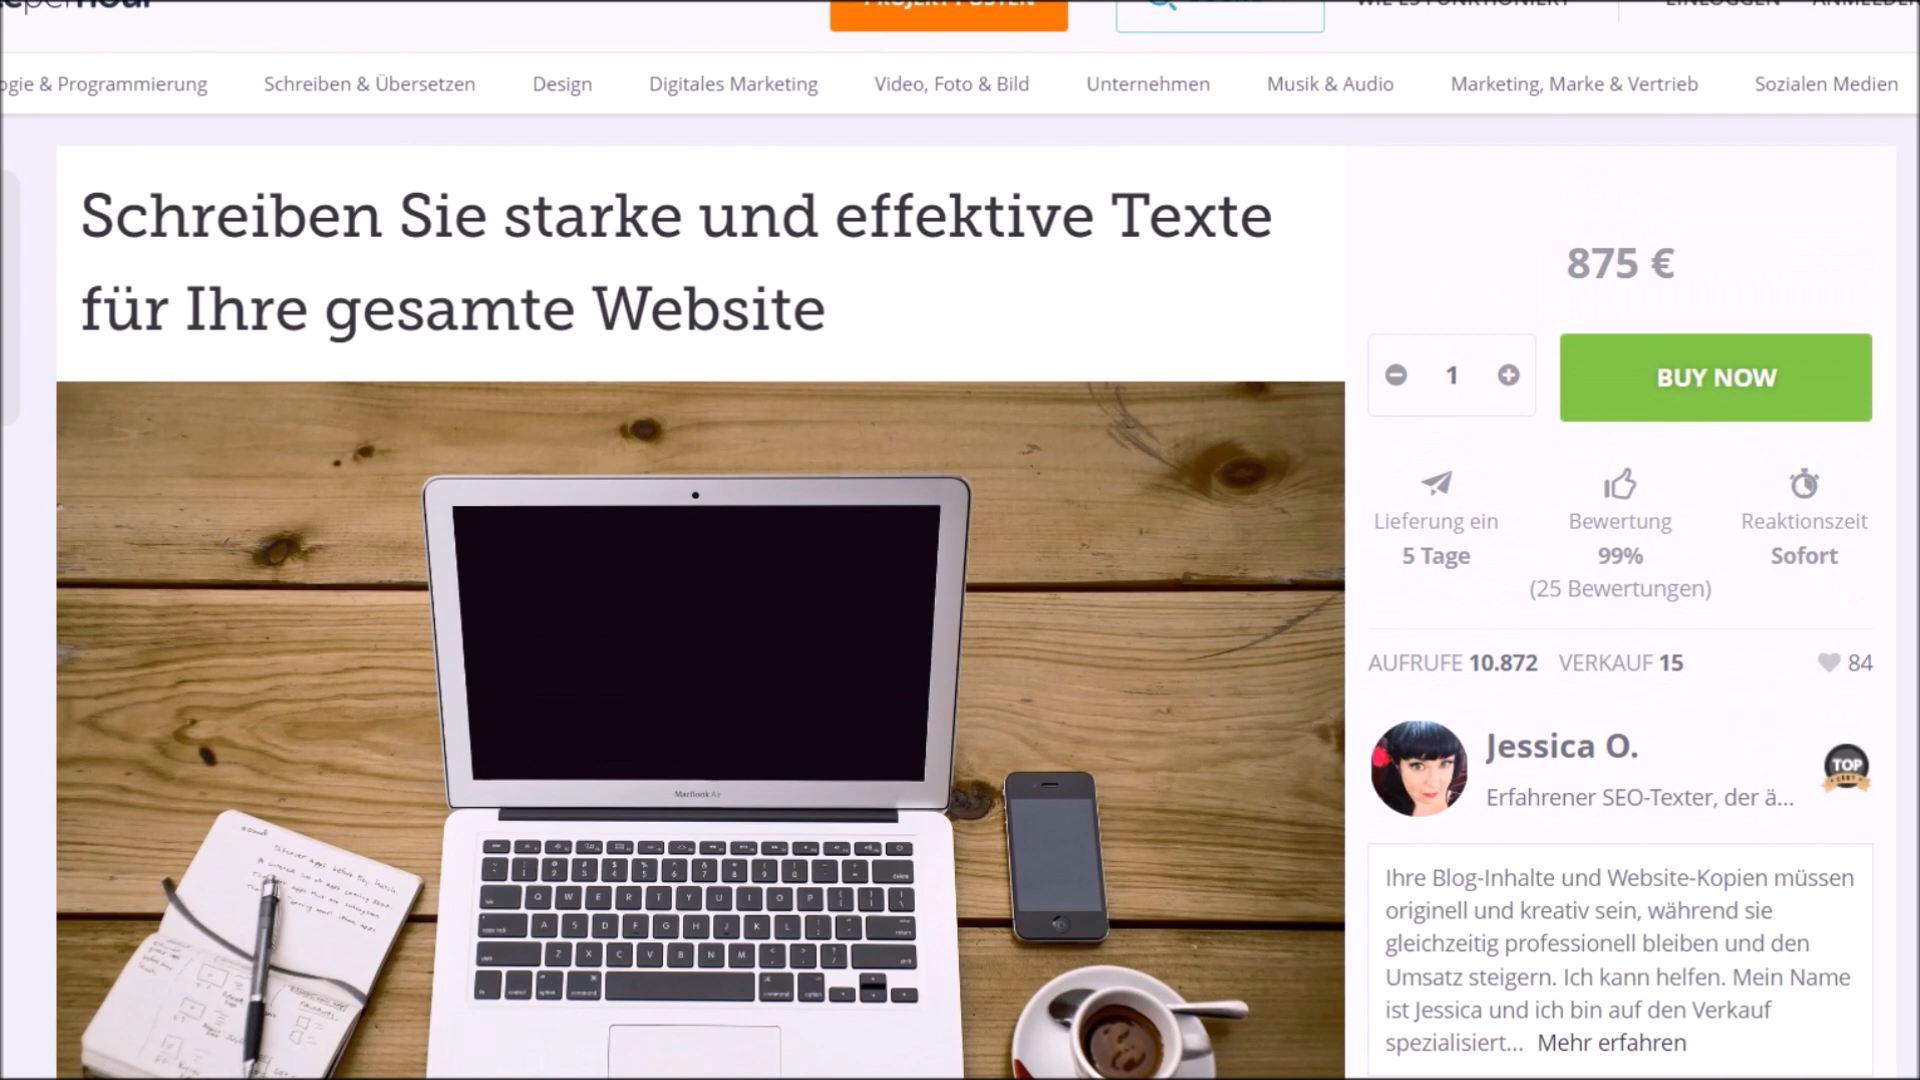 ogie & Programmierung Schreiben & Übersetzen Design Digitales Marketing Video, Foto & Bild Unternehmen Musik & Audio Marketing, Marke & Vertrieb Sozialen Medien
Schreiben Sie starke und effektive Texte
für Ihre gesamte Website
875 €
1 BUY NOW
Lieferung ein Bewertung Reaktionszeit
5 Tage 99% Sofort
(25 Bewertungen)
AUFRUFE 10.872 VERKAUF 15 84
Jessica O.
TOP
Erfahrener SEO-Texter, der ä...
Ihre Blog-Inhalte und Website-Kopien müssen
originell und kreativ sein, während sie
gleichzeitig professionell bleiben und den
Umsatz steigern. Ich kann helfen. Mein Name
ist Jessica und ich bin auf den Verkauf
spezialisiert... Mehr erfahren
MacBook Air